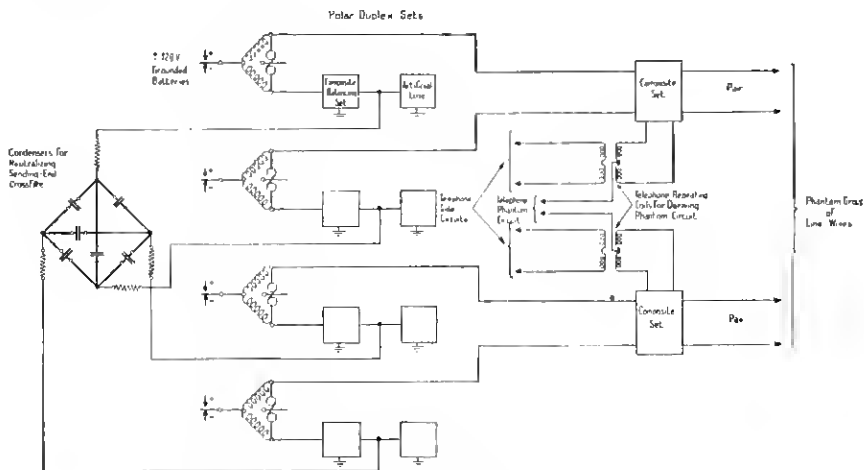 Polar Duplex Sets
± 120 V
Grounded
Batteries
Composite
Balancing
Set
Artificial
Line
Composite
Set
Pair
Condensers For
Neutralizing
Sending-End
Crossfire
Telephone
Side
Circuits
Telephone
Phantom
Circuit
Telephone Repeating
Coils For Deriving
Phantom Circuit
Phantom Group
of
Line Wires
Composite
Set
Pair